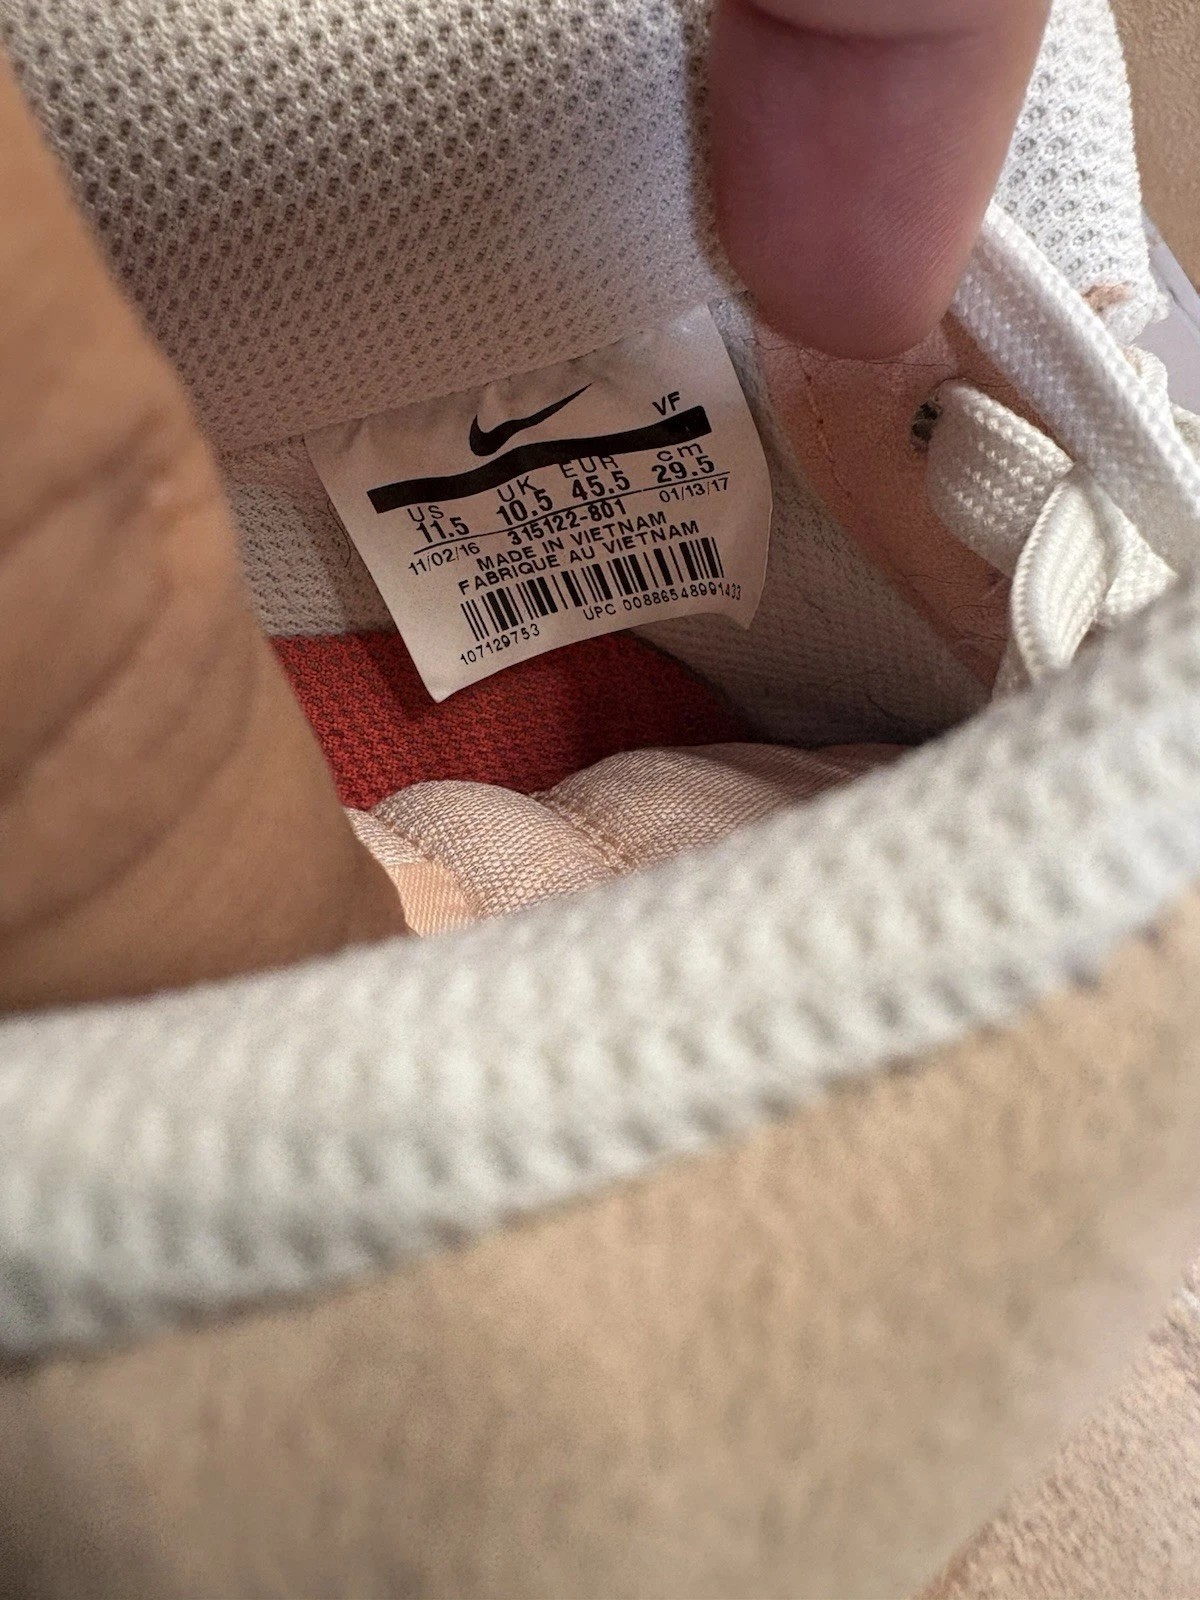 VF
US UK EUR cm
11.5 10.5 45.5 29.5
11/02/16 315122-801 01/13/17
MADE IN VIETNAM
FABRIQUE AU VIETNAM
107129753 UPC 00886548991433